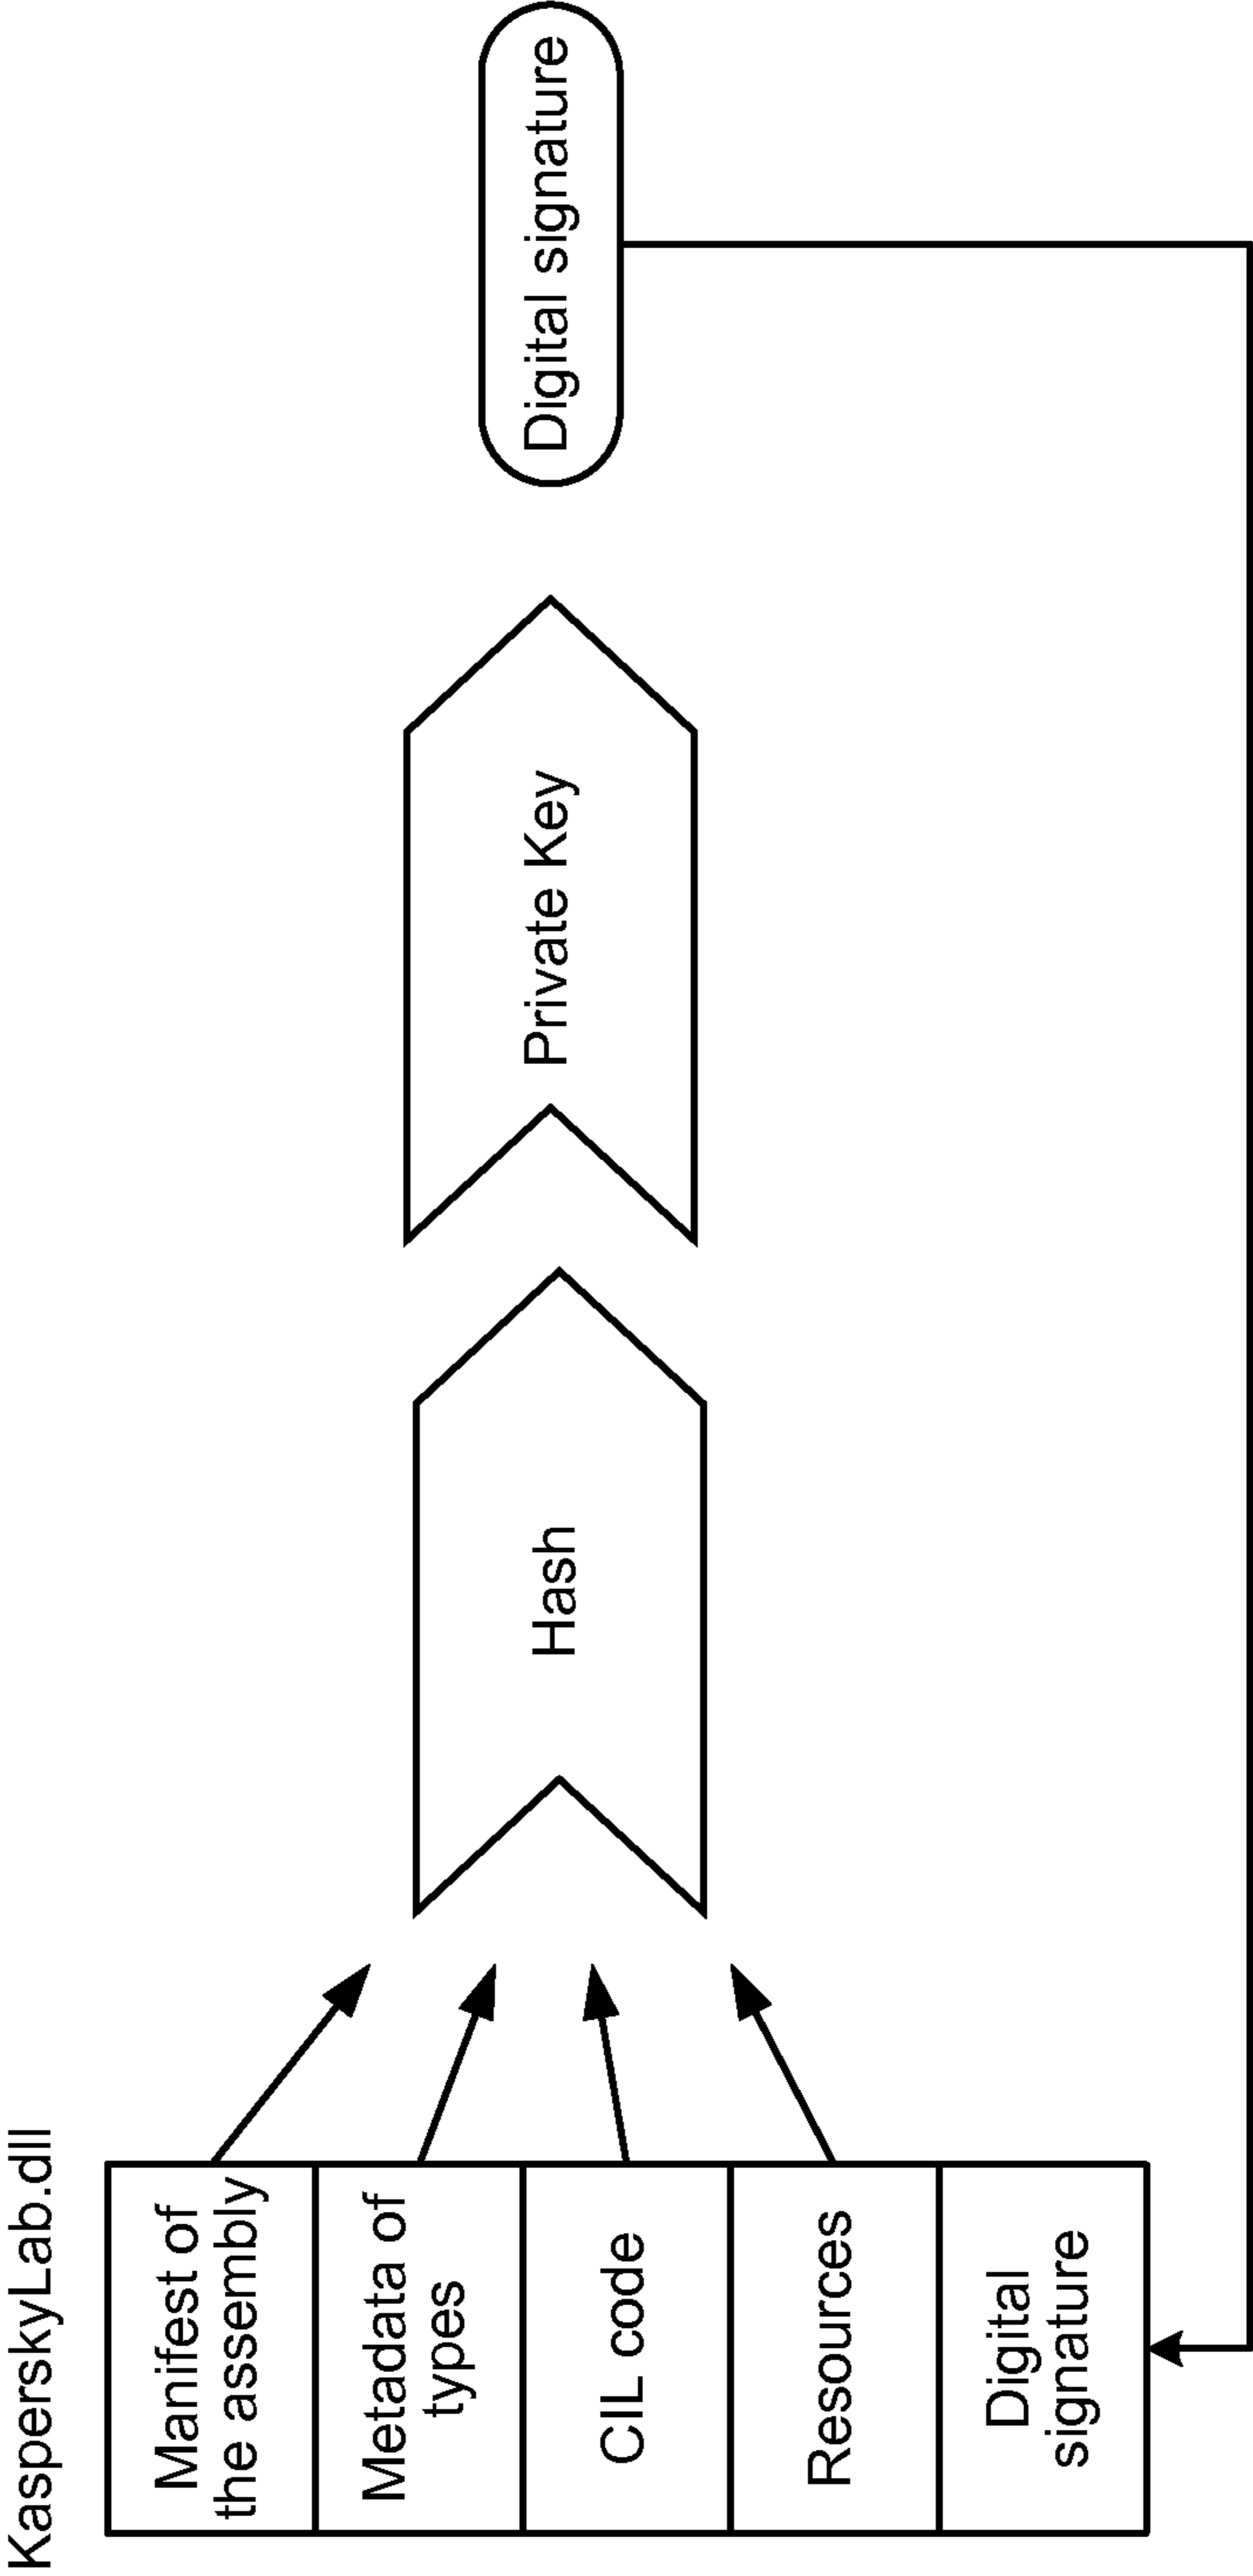 KasperskyLab.dll
Manifest of
the assembly
Metadata of
types
CIL code
Resources
Digital
signature
Hash
Private Key
Digital signature